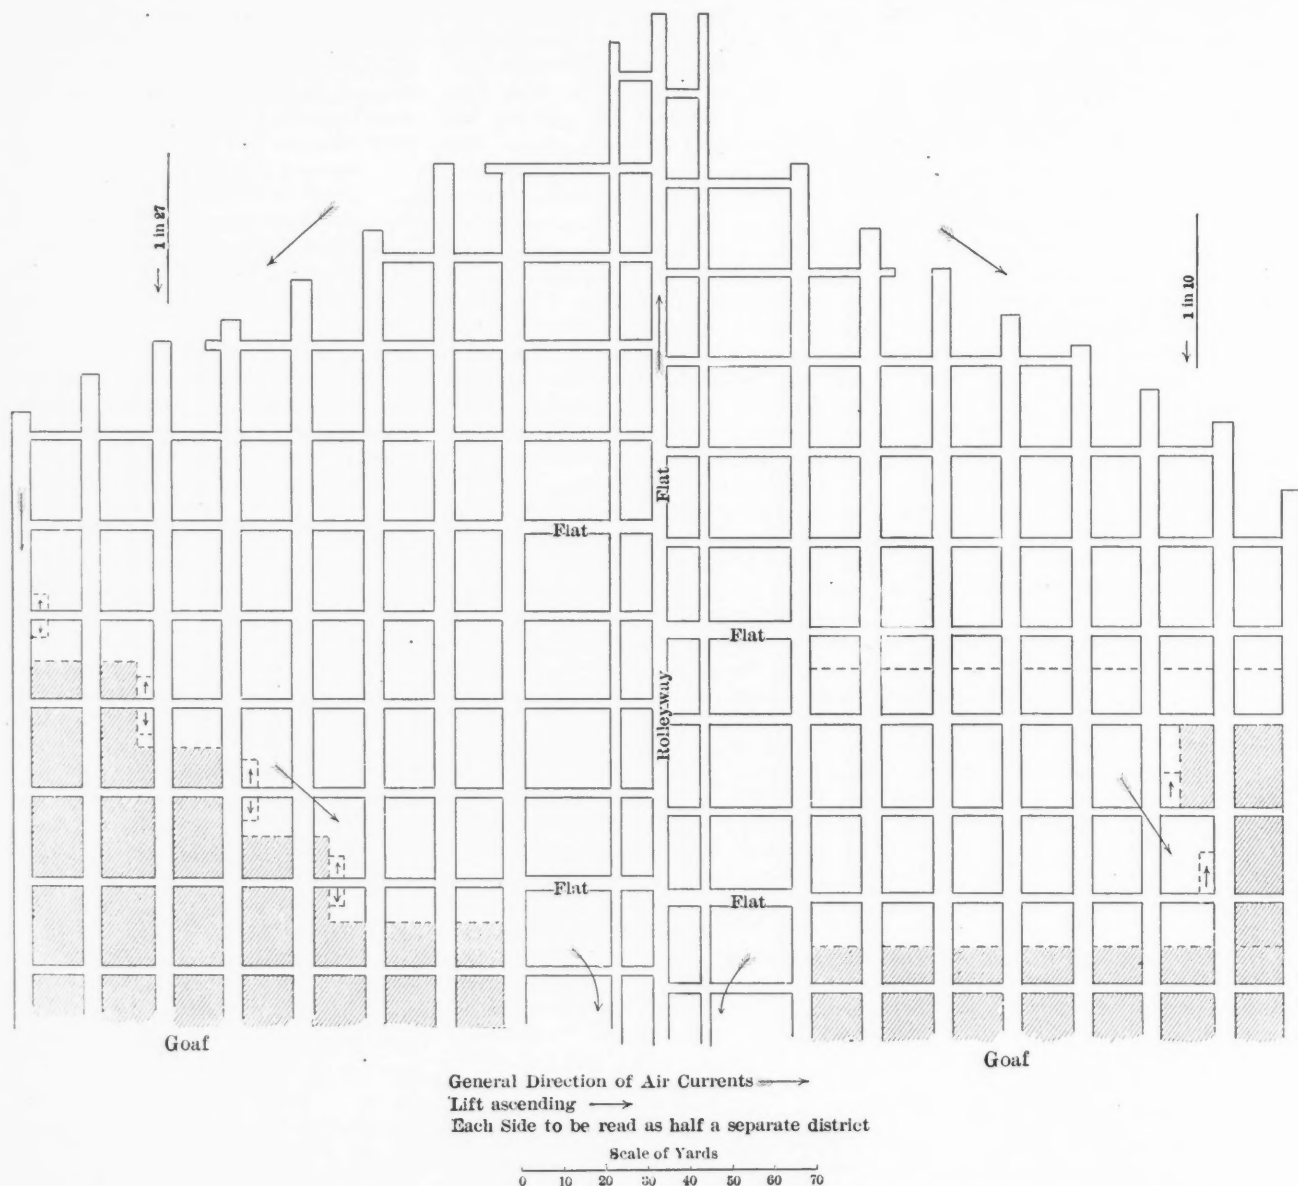 1 in 27
1 in 10
Flat
Flat
Flat
Rolleyway
Flat
Flat
Goaf
Goaf
General Direction of Air Currents
Lift ascending
Each Side to be read as half a separate district
Scale of Yards
0 10 20 30 40 50 60 70